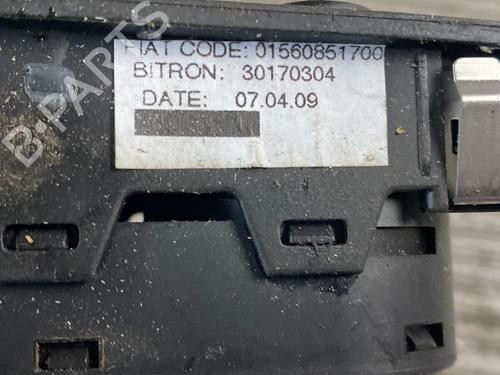 FIAT CODE: 01560851700
BITRON: 30170304
DATE: 07.04.09
B-PARTS